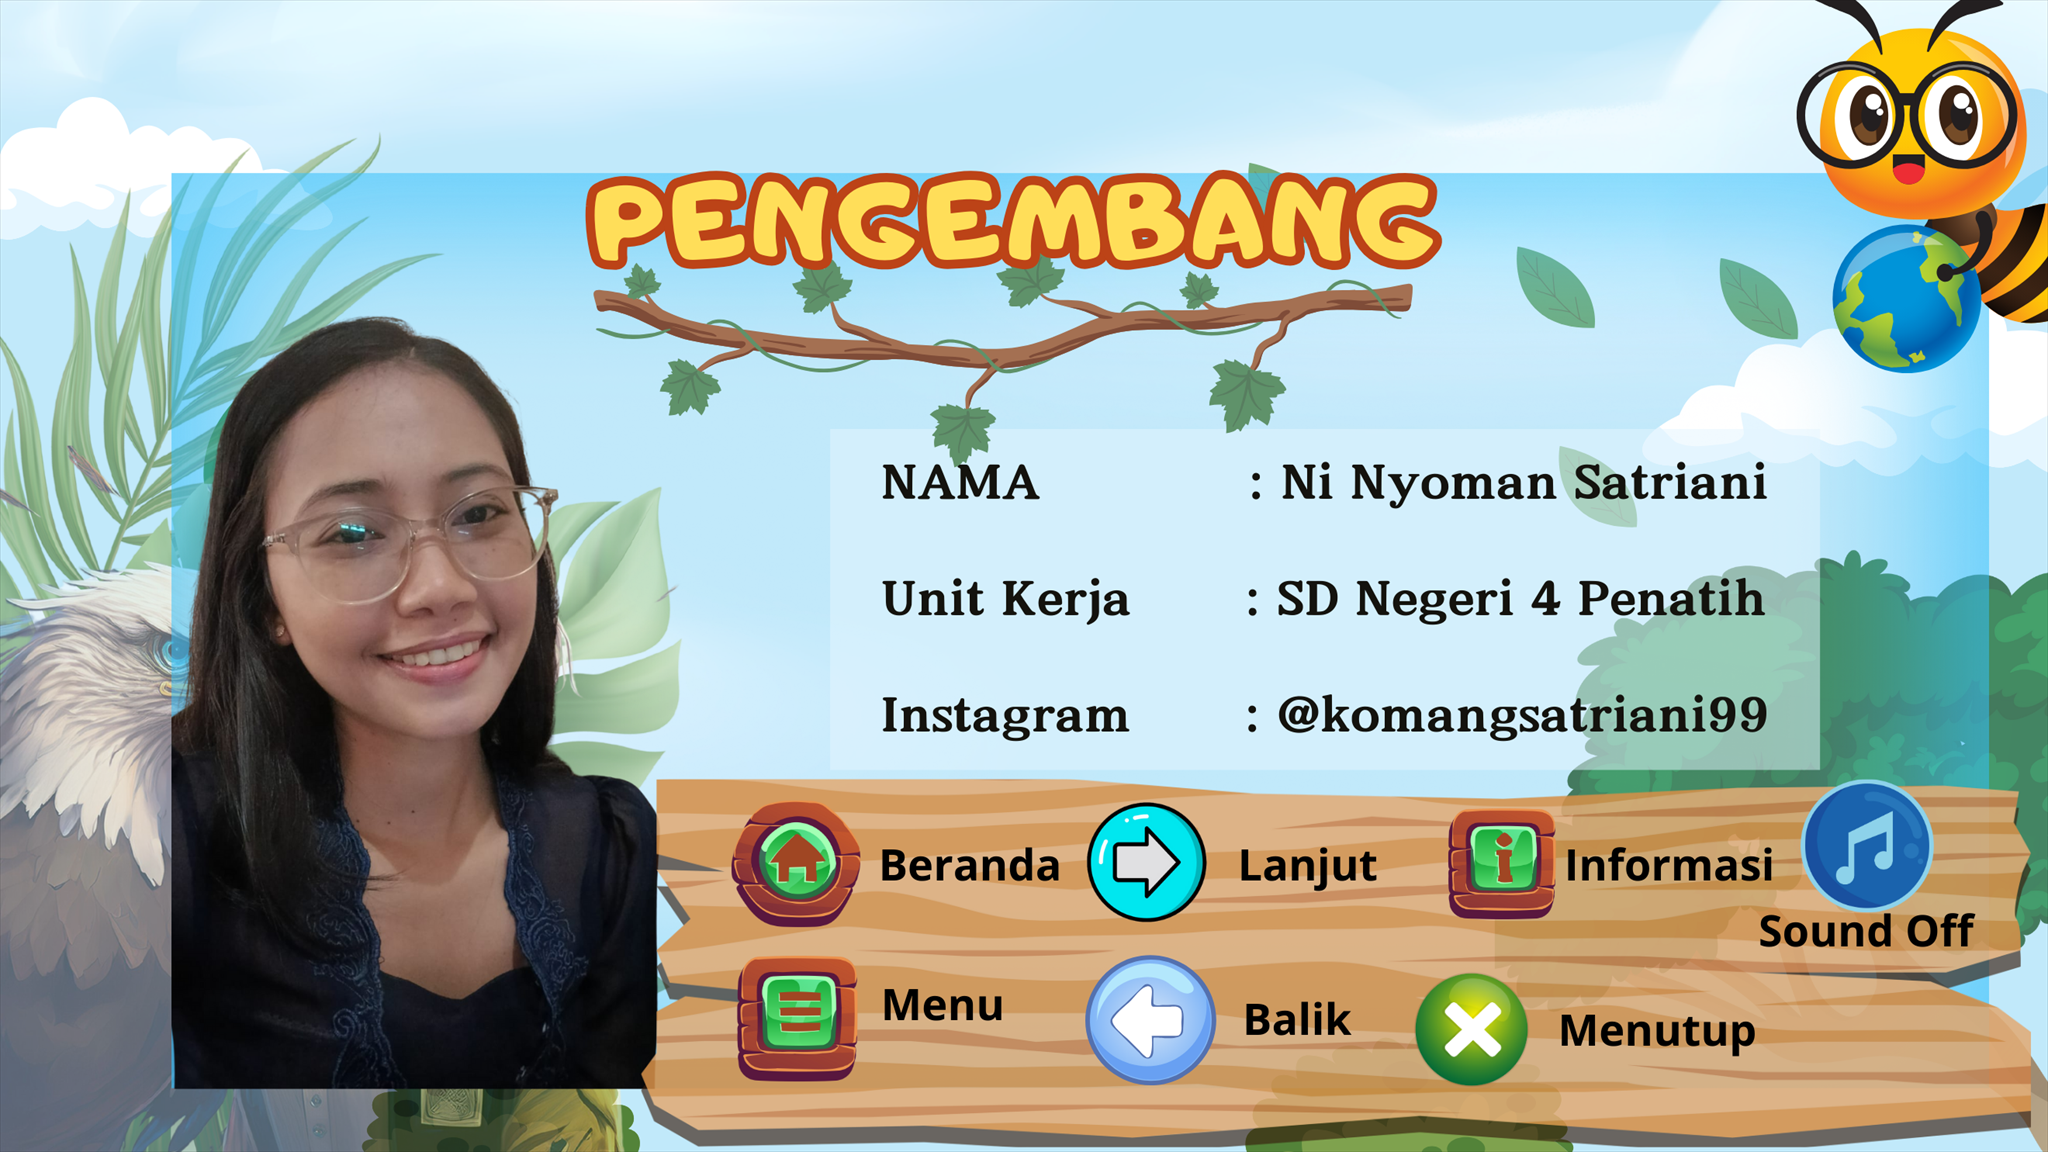 PENGEMBANG
NAMA : Ni Nyoman Satriani
Unit Kerja : SD Negeri 4 Penatih
Instagram : @komangsatriani99
Beranda Lanjut Informasi
Sound Off
Menu Balik Menutup